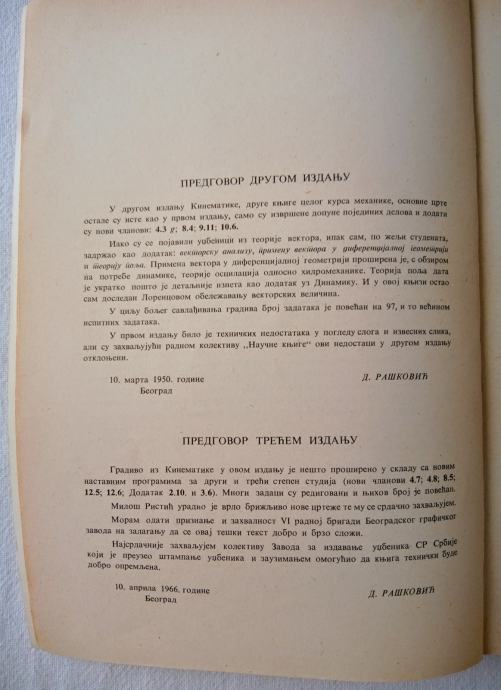 ПРЕДГОВОР ДРУГОМ ИЗДАЊУ
У другом издању Кинематике, друге књиге целог курса механике, основне црте
остале су исте као у првом издању, само су извршене допуне појединих делова и додати
су нови чланови: 4.3 g; 8.4; 9.11; 10.6.
Иако су се појавили уџбеници из теорије вектора, ипак сам, по жељи студената,
задржао као додатак: векторску анализу, примену вектора у диференцијалној геометрији
и теорију поља. Примена вектора у диференцијалној геометрији проширена је, с обзиром
на потребе динамике, теорије осцилација односно хидромеханике. Теорија поља дата
је укратко пошто је детаљније изнета као додатак уз Динамику. И у овој књизи остао
сам доследан Лоренцовом обележавању векторских величина.
У циљу бољег савлађивања градива број задатака је повећан на 97, и то већином
испитних задатака.
У првом издању било је техничких недостатака у погледу слога и извесних слика,
али су захваљујући радном колективу „Научне књиге“ ови недостаци у другом издању
отклоњени.
10. марта 1950. године
Београд
Д. РАШКОВИЋ
ПРЕДГОВОР ТРЕЋЕМ ИЗДАЊУ
Градиво из Кинематике у овом издању је нешто проширено у складу са новим
наставним програмима за други и трећи степен студија (нови чланови 4.7; 4.8; 8.5;
12.5; 12.6; Додатак 2.10. и 3.6). Многи задаци су редиговани и њихов број је повећан.
Милош Ристић урадио је врло брижљиво нове цртеже те му се срдачно захваљујем.
Морам одати признање и захвалност VI радној бригади Београдског графичког
завода на залагању да се овај тешки текст добро и брзо сложи.
Најсрдачније захваљујем колективу Завода за издавање уџбеника СР Србије
који је преузео штампање уџбеника и заузимањем омогућио да књига технички буде
добро опремљена.
10. априла 1966. године
Београд
Д. РАШКОВИЋ